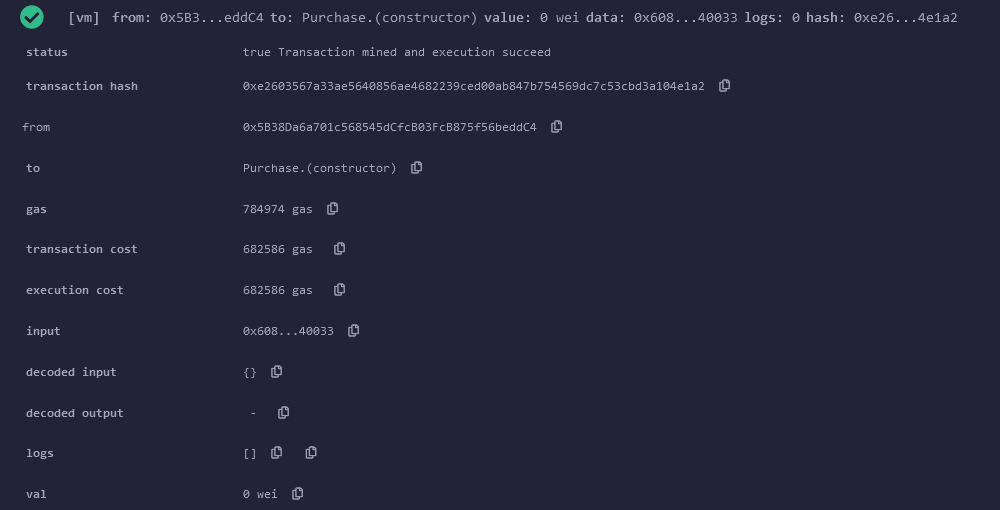 [vm] from: 0x5B3...eddC4 to: Purchase.(constructor) value: 0 wei data: 0x608...40033 logs: 0 hash: 0xe26...4e1a2
status true Transaction mined and execution succeed
transaction hash 0xe2603567a33ae5640856ae4682239ced00ab847b754569dc7c53cbd3a104e1a2
from 0x5B38Da6a701c568545dCfcB03FcB875f56beddC4
to Purchase.(constructor)
gas 784974 gas
transaction cost 682586 gas
execution cost 682586 gas
input 0x608...40033
decoded input {}
decoded output -
logs []
val 0 wei